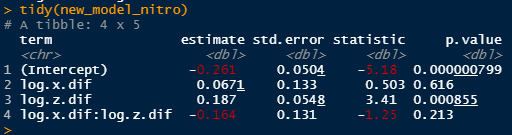 > tidy(new_model_nitro)
# A tibble: 4 x 5
term estimate std.error statistic p.value
<chr> <dbl> <dbl> <dbl> <dbl>
1 (Intercept) -0.261 0.0504 -5.18 0.000000799
2 log.x.dif 0.0671 0.133 0.503 0.616
3 log.z.dif 0.187 0.0548 3.41 0.000855
4 log.x.dif:log.z.dif -0.164 0.131 -1.25 0.213
>